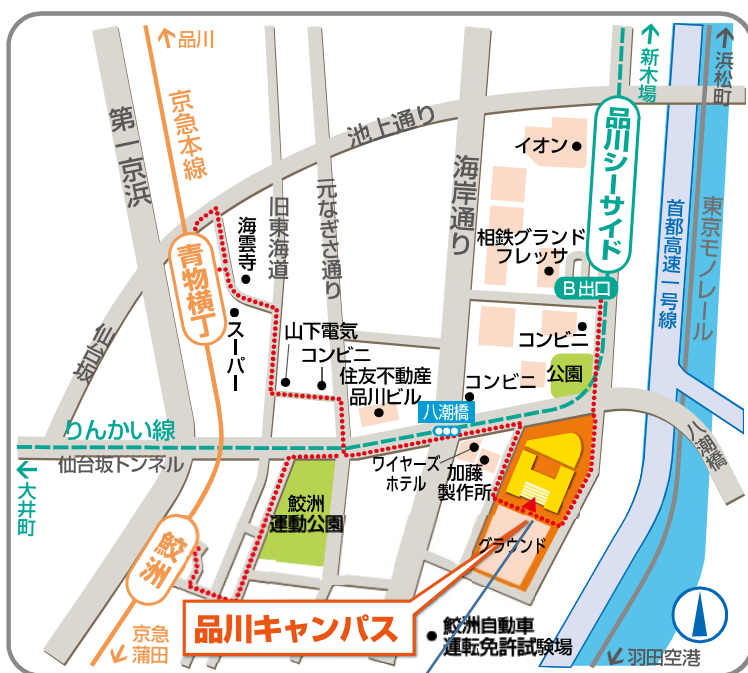 ↑品川
京急本線
第一京浜
池上通り
海岸通り
イオン
品川シーサイド
↑新木場
↑浜松町
首都高速一号線
東京モノレール
旧東海道
元なぎさ通り
海雲寺
青物横丁
相鉄グランド
フレッサ
B出口
スーパー
山下電気
コンビニ
住友不動産
品川ビル
コンビニ
コンビニ
公園
八潮橋
りんかい線
仙台坂トンネル
←大井町
ワイヤーズ
ホテル
加藤
製作所
八潮橋
鮫洲
運動公園
グラウンド
鮫洲
品川キャンパス
京急
蒲田
鮫洲自動車
運転免許試験場
羽田空港